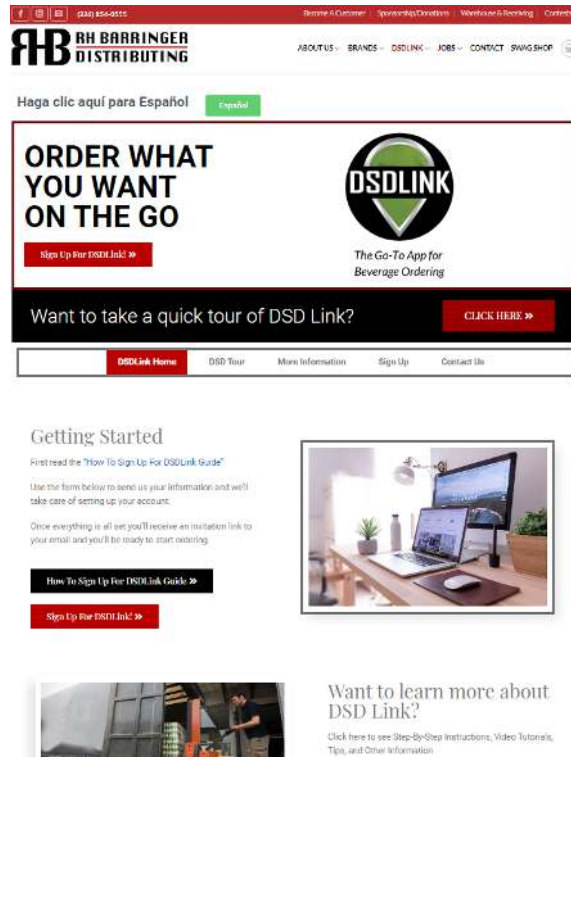 (336) 854-0555
Become A Customer | Sponsorship/Donations | Warehouse & Receiving | Contests
RHB RH BARRINGER
DISTRIBUTING
ABOUT US BRANDS DSDLINK JOBS CONTACT SWAG SHOP
Haga clic aquí para Español
Español
ORDER WHAT
YOU WANT
ON THE GO
Sign Up For DSDLink! »
DSDLINK
The Go-To App for
Beverage Ordering
Want to take a quick tour of DSD Link?
CLICK HERE »
DSDLink Home DSD Tour More Information Sign Up Contact Us
Getting Started
First read the "How To Sign Up For DSDLink Guide"
Use the form below to send us your information and we'll
take care of setting up your account.
Once everything is all set you'll receive an invitation link to
your email and you'll be ready to start ordering.
How To Sign Up For DSDLink Guide »
Sign Up For DSDLink! »
Want to learn more about
DSD Link?
Click here to see Step-By-Step Instructions, Video Tutorials,
Tips, and Other Information